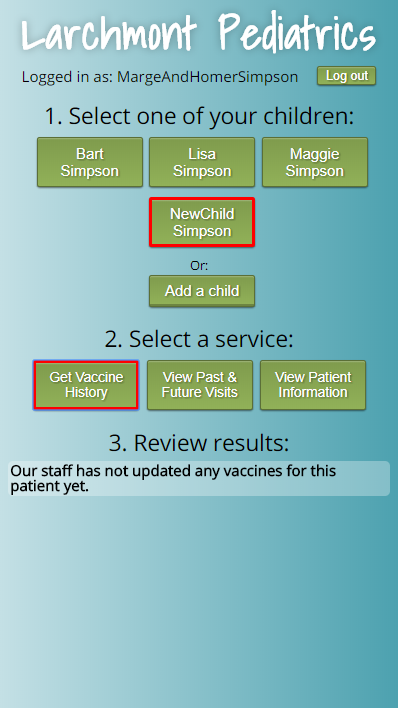 Larchmont Pediatrics
Logged in as: MargeAndHomerSimpson Log out
1. Select one of your children:
Bart Lisa Maggie
Simpson Simpson Simpson
NewChild
Simpson
Or:
Add a child
2. Select a service:
Get Vaccine View Past & View Patient
History Future Visits Information
3. Review results:
Our staff has not updated any vaccines for this
patient yet.